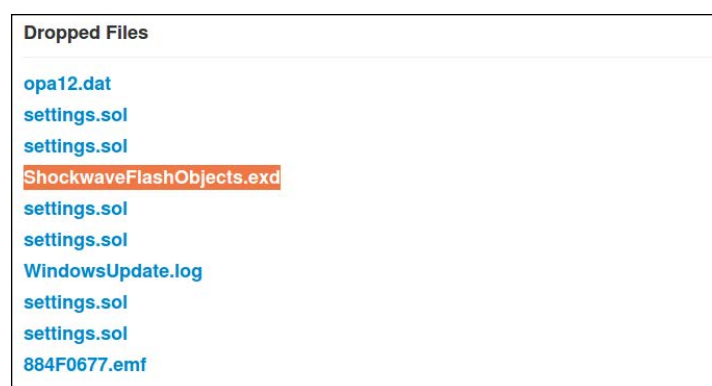 Dropped Files
opa12.dat
settings.sol
settings.sol
ShockwaveFlashObjects.exd
settings.sol
settings.sol
WindowsUpdate.log
settings.sol
settings.sol
884F0677.emf